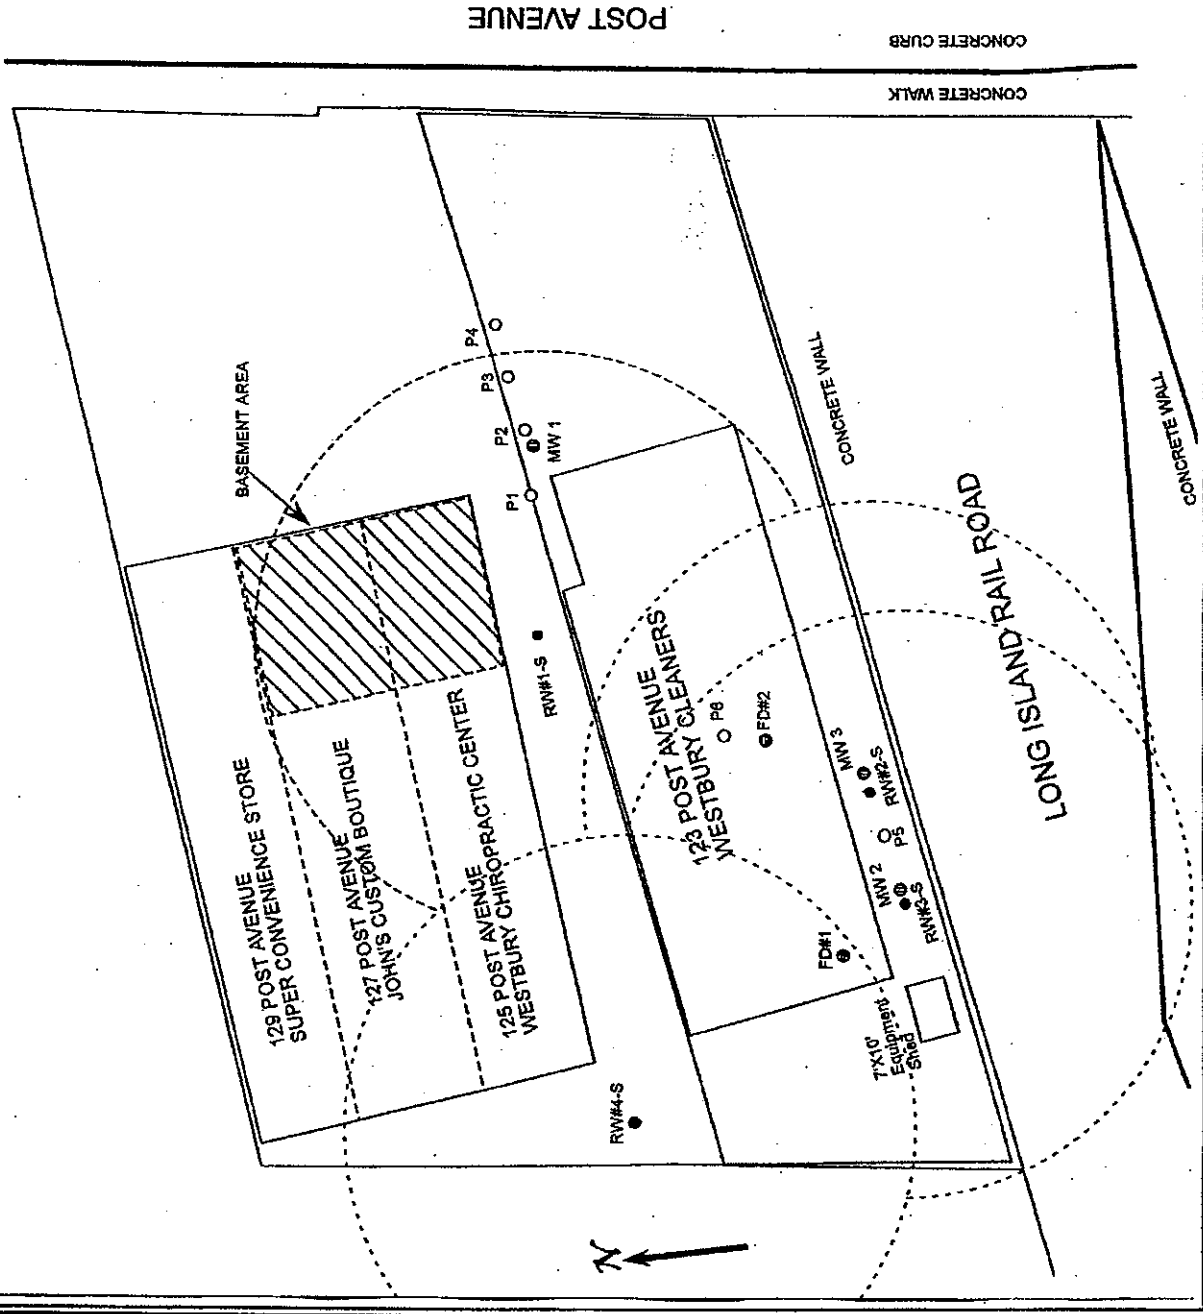 POST AVENUE
CONCRETE CURB
CONCRETE WALK
BASEMENT AREA
P4
P3
P2
MW 1
P1
RW#1-S
CONCRETE WALL
CONCRETE WALL
129 POST AVENUE
SUPER CONVENIENCE STORE
127 POST AVENUE
JOHN'S CUSTOM BOUTIQUE
125 POST AVENUE
WESTBURY CHIROPRACTIC CENTER
123 POST AVENUE
WESTBURY CLEANERS
P6
FD#2
MW 3
RW#2-S
P5
MW 2
RW#3-S
FD#1
7'X10'
Equipment
Shed
RW#4-S
LONG ISLAND RAIL ROAD
N